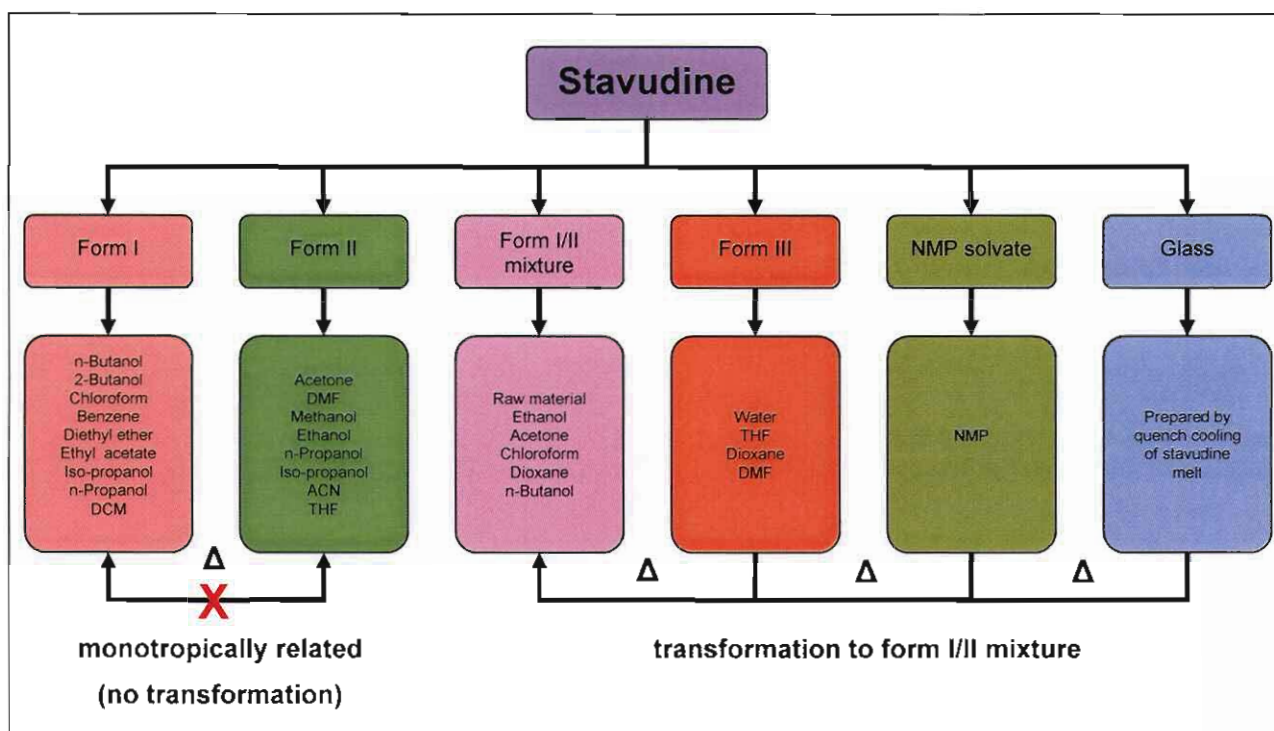 Stavudine
Form I
Form II
Form I/II
mixture
Form III
NMP solvate
Glass
n-Butanol
2-Butanol
Chloroform
Benzene
Diethyl ether
Ethyl acetate
Iso-propanol
n-Propanol
DCM
Acetone
DMF
Methanol
Ethanol
n-Propanol
Iso-propanol
ACN
THF
Raw material
Ethanol
Acetone
Chloroform
Dioxane
n-Butanol
Water
THF
Dioxane
DMF
NMP
Prepared by
quench cooling
of stavudine
melt
Δ
X
Δ
Δ
Δ
monotropically related
(no transformation)
transformation to form I/II mixture